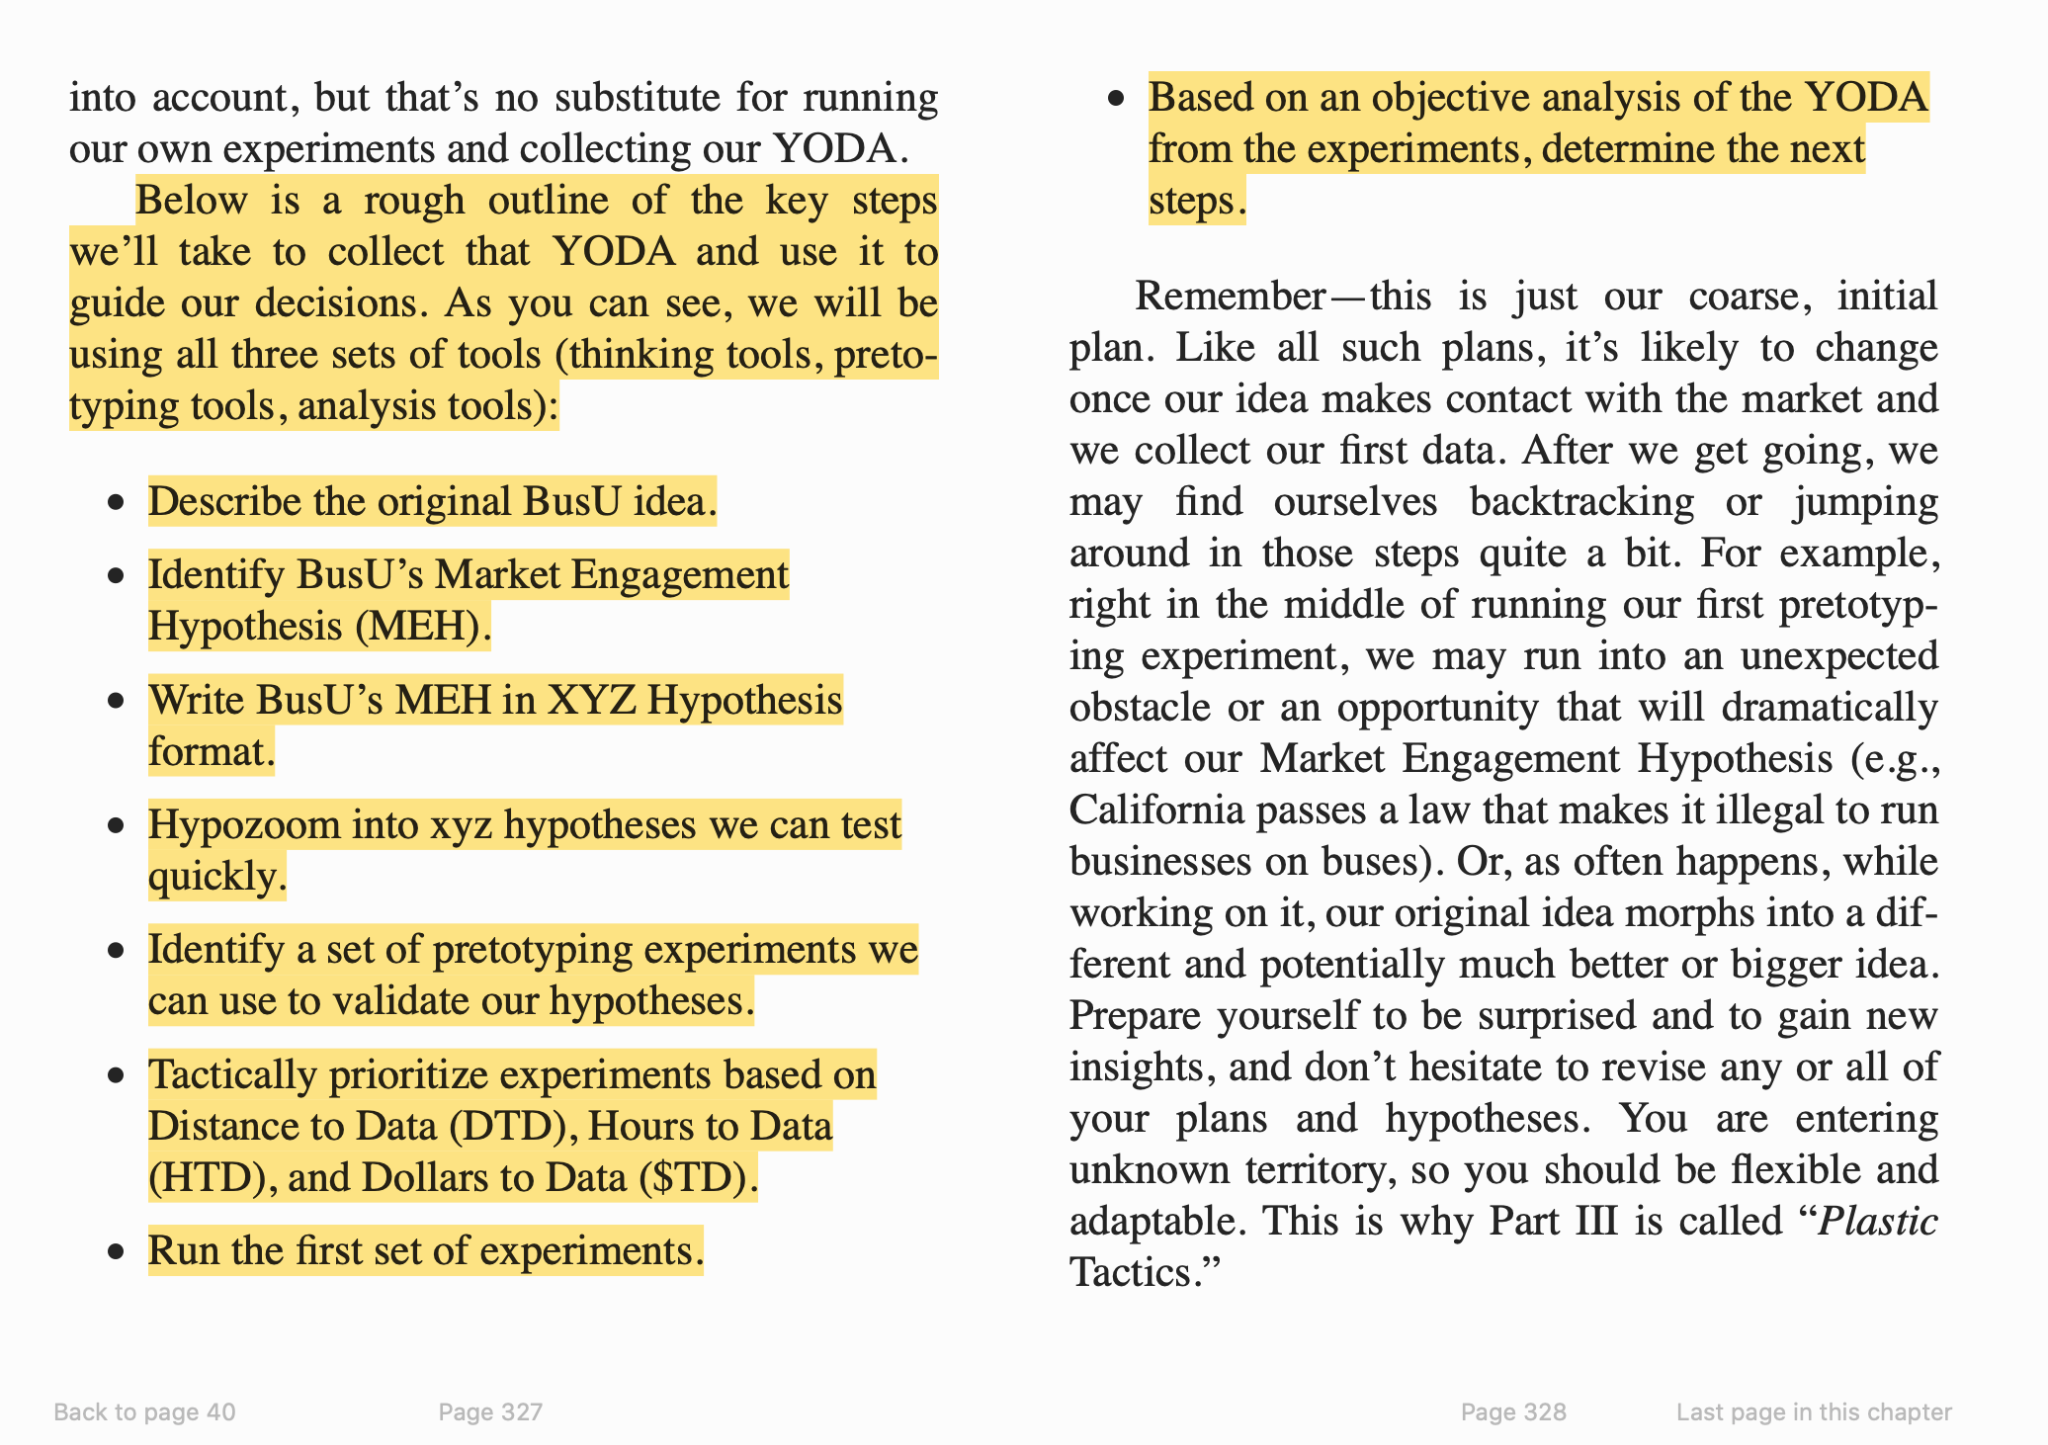 into account, but that’s no substitute for running
our own experiments and collecting our YODA.
Below is a rough outline of the key steps
we’ll take to collect that YODA and use it to
guide our decisions. As you can see, we will be
using all three sets of tools (thinking tools, preto-
typing tools, analysis tools):
• Describe the original BusU idea.
• Identify BusU’s Market Engagement
Hypothesis (MEH).
• Write BusU’s MEH in XYZ Hypothesis
format.
• Hypozoom into xyz hypotheses we can test
quickly.
• Identify a set of pretotyping experiments we
can use to validate our hypotheses.
• Tactically prioritize experiments based on
Distance to Data (DTD), Hours to Data
(HTD), and Dollars to Data ($TD).
• Run the first set of experiments.
Back to page 40
Page 327
• Based on an objective analysis of the YODA
from the experiments, determine the next
steps.
Remember—this is just our coarse, initial
plan. Like all such plans, it’s likely to change
once our idea makes contact with the market and
we collect our first data. After we get going, we
may find ourselves backtracking or jumping
around in those steps quite a bit. For example,
right in the middle of running our first pretotyp-
ing experiment, we may run into an unexpected
obstacle or an opportunity that will dramatically
affect our Market Engagement Hypothesis (e.g.,
California passes a law that makes it illegal to run
businesses on buses). Or, as often happens, while
working on it, our original idea morphs into a dif-
ferent and potentially much better or bigger idea.
Prepare yourself to be surprised and to gain new
insights, and don’t hesitate to revise any or all of
your plans and hypotheses. You are entering
unknown territory, so you should be flexible and
adaptable. This is why Part III is called “Plastic
Tactics.”
Page 328
Last page in this chapter